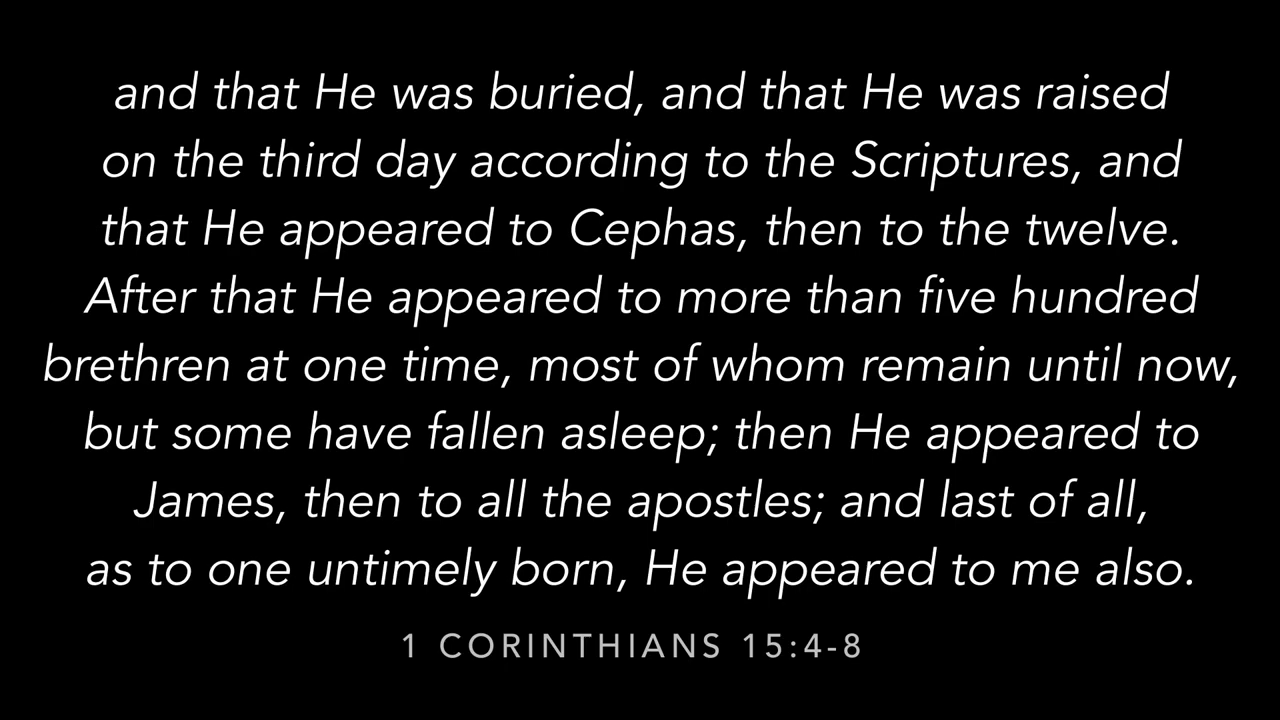 and that He was buried, and that He was raised
on the third day according to the Scriptures, and
that He appeared to Cephas, then to the twelve.
After that He appeared to more than five hundred
brethren at one time, most of whom remain until now,
but some have fallen asleep; then He appeared to
James, then to all the apostles; and last of all,
as to one untimely born, He appeared to me also.
1 CORINTHIANS 15:4-8